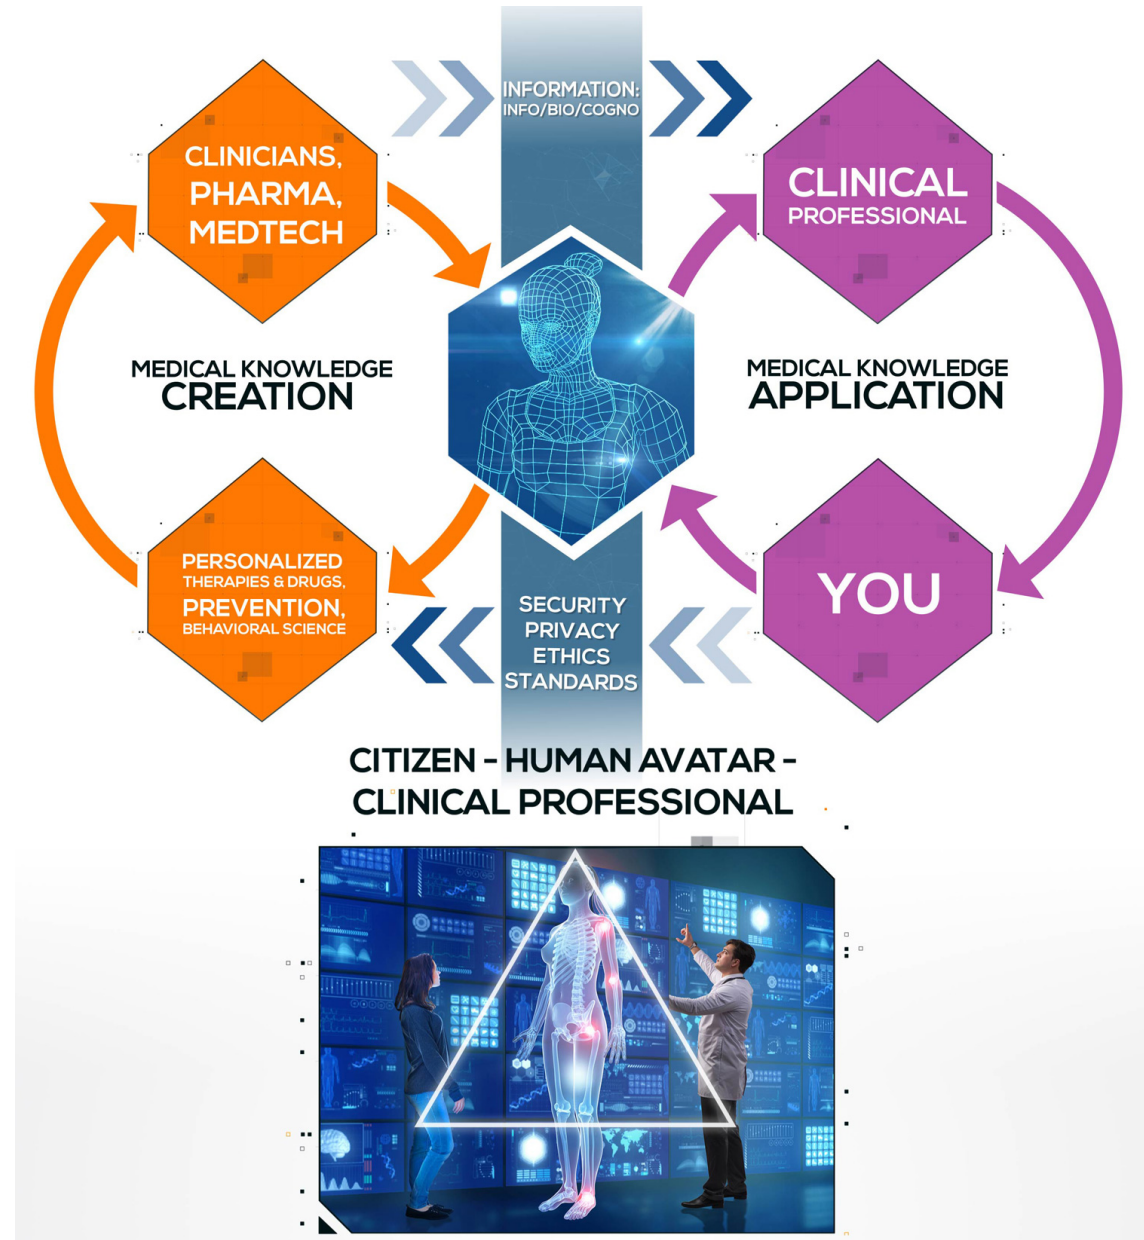 INFORMATION:
INFO/BIO/COGNO
CLINICIANS,
PHARMA,
MEDTECH
CLINICAL
PROFESSIONAL
MEDICAL KNOWLEDGE
CREATION
MEDICAL KNOWLEDGE
APPLICATION
PERSONALIZED
THERAPIES & DRUGS,
PREVENTION,
BEHAVIORAL SCIENCE
SECURITY
PRIVACY
ETHICS
STANDARDS
YOU
CITIZEN - HUMAN AVATAR -
CLINICAL PROFESSIONAL